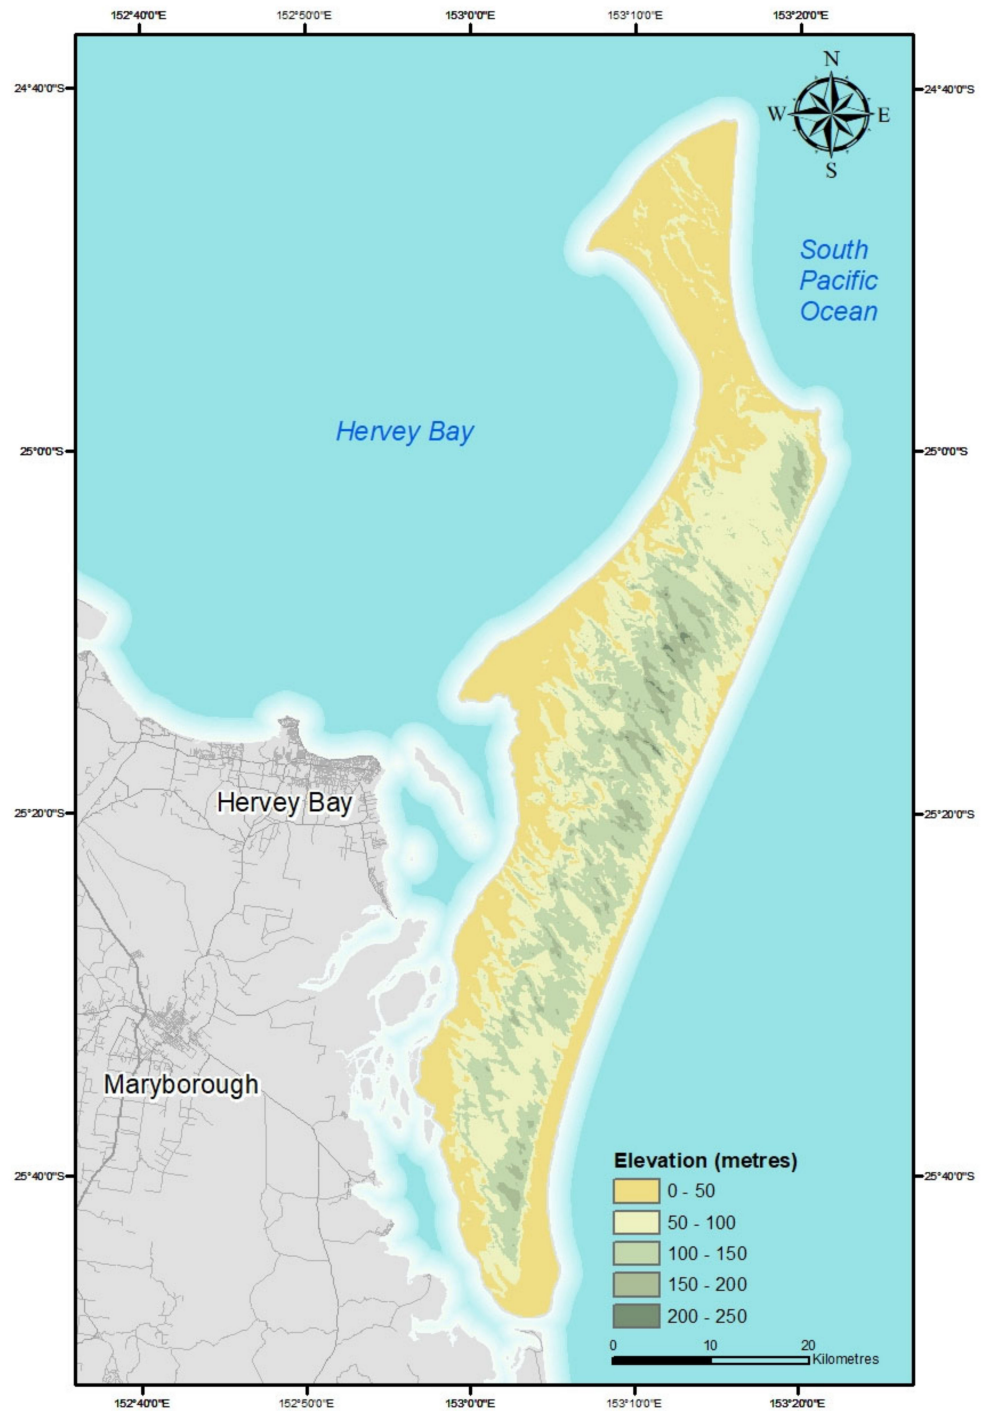 152°40'0"E 152°50'0"E 153°0'0"E 153°10'0"E 153°20'0"E
24°40'0"S
24°40'0"S
N
W E
S
South
Pacific
Ocean
Hervey Bay
25°0'0"S
25°0'0"S
Hervey Bay
25°20'0"S
25°20'0"S
Maryborough
25°40'0"S
25°40'0"S
Elevation (metres)
0 - 50
50 - 100
100 - 150
150 - 200
200 - 250
0 10 20
Kilometres
152°40'0"E 152°50'0"E 153°0'0"E 153°10'0"E 153°20'0"E